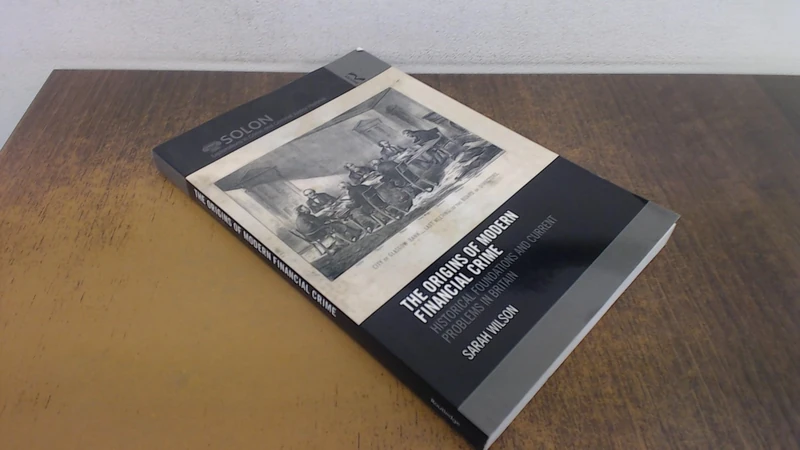 SOLON
CITY OF GLASGOW BANK
LAST MEETING OF THE BOARD OF DIRECTORS
THE ORIGINS OF MODERN
FINANCIAL CRIME
HISTORICAL FOUNDATIONS AND CURRENT
PROBLEMS IN BRITAIN
SARAH WILSON
THE ORIGINS OF MODERN FINANCIAL CRIME
Routledge